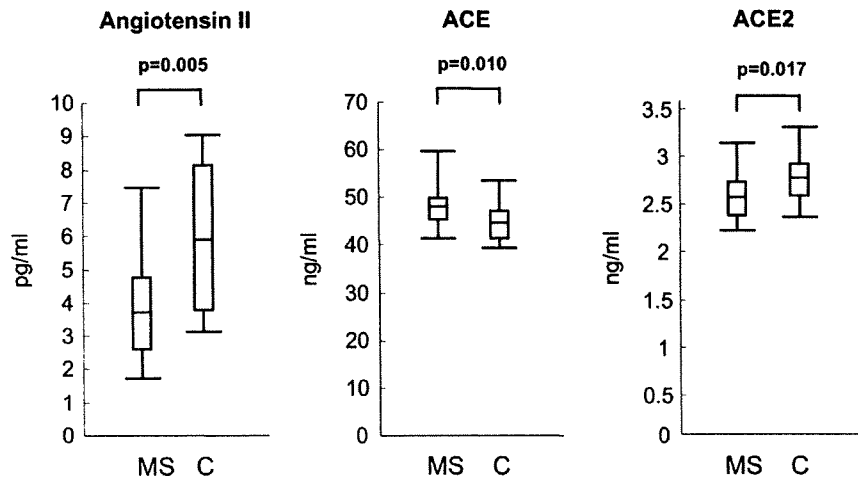 Angiotensin II
p=0.005
10
9
8
7
6
5
4
3
2
1
0
pg/ml
MS C
ACE
p=0.010
70
60
50
40
30
20
10
0
ng/ml
MS C
ACE2
p=0.017
3.5
3
2.5
2
1.5
1
0.5
0
ng/ml
MS C